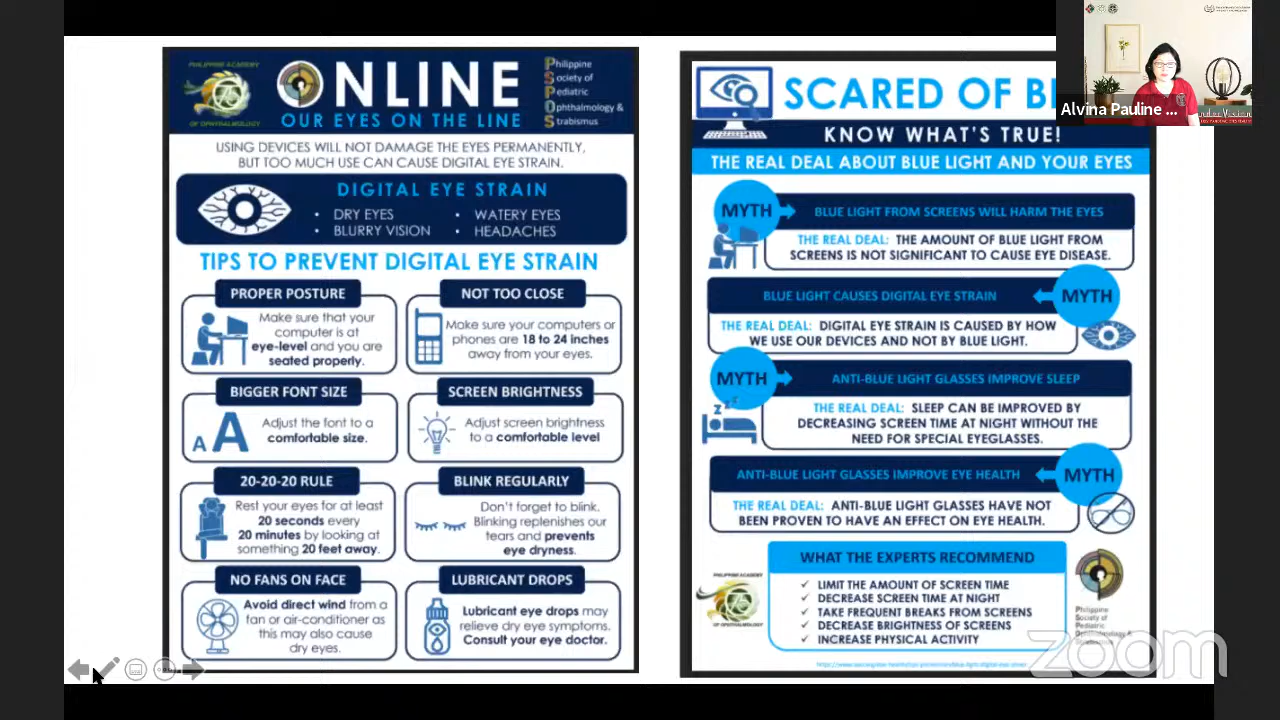 PHILIPPINE ACADEMY
OF OPHTHALMOLOGY
ONLINE
OUR EYES ON THE LINE
Philippine
Society of
Pediatric
Ophthalmology &
Strabismus
USING DEVICES WILL NOT DAMAGE THE EYES PERMANENTLY,
BUT TOO MUCH USE CAN CAUSE DIGITAL EYE STRAIN.
DIGITAL EYE STRAIN
• DRY EYES
• BLURRY VISION
• WATERY EYES
• HEADACHES
TIPS TO PREVENT DIGITAL EYE STRAIN
PROPER POSTURE
Make sure that your
computer is at
eye-level and you are
seated properly.
NOT TOO CLOSE
Make sure your computers or
phones are 18 to 24 inches
away from your eyes.
BIGGER FONT SIZE
A A
Adjust the font to a
comfortable size.
SCREEN BRIGHTNESS
Adjust screen brightness
to a comfortable level
20-20-20 RULE
Rest your eyes for at least
20 seconds every
20 minutes by looking at
something 20 feet away.
BLINK REGULARLY
Don't forget to blink.
Blinking replenishes our
tears and prevents
eye dryness.
NO FANS ON FACE
Avoid direct wind from a
fan or air-conditioner as
this may also cause
dry eyes.
LUBRICANT DROPS
Lubricant eye drops may
relieve dry eye symptoms.
Consult your eye doctor.
SCARED OF B
KNOW WHAT'S TRUE!
THE REAL DEAL ABOUT BLUE LIGHT AND YOUR EYES
MYTH
BLUE LIGHT FROM SCREENS WILL HARM THE EYES
THE REAL DEAL: THE AMOUNT OF BLUE LIGHT FROM
SCREENS IS NOT SIGNIFICANT TO CAUSE EYE DISEASE.
BLUE LIGHT CAUSES DIGITAL EYE STRAIN
MYTH
THE REAL DEAL: DIGITAL EYE STRAIN IS CAUSED BY HOW
WE USE OUR DEVICES AND NOT BY BLUE LIGHT.
MYTH
ANTI-BLUE LIGHT GLASSES IMPROVE SLEEP
THE REAL DEAL: SLEEP CAN BE IMPROVED BY
DECREASING SCREEN TIME AT NIGHT WITHOUT THE
NEED FOR SPECIAL EYEGLASSES.
ANTI-BLUE LIGHT GLASSES IMPROVE EYE HEALTH
MYTH
THE REAL DEAL: ANTI-BLUE LIGHT GLASSES HAVE NOT
BEEN PROVEN TO HAVE AN EFFECT ON EYE HEALTH.
WHAT THE EXPERTS RECOMMEND
✓ LIMIT THE AMOUNT OF SCREEN TIME
✓ DECREASE SCREEN TIME AT NIGHT
✓ TAKE FREQUENT BREAKS FROM SCREENS
✓ DECREASE BRIGHTNESS OF SCREENS
✓ INCREASE PHYSICAL ACTIVITY
PHILIPPINE ACADEMY
OF OPHTHALMOLOGY
Philippine
Society of
Pediatric
Ophthalmology &
Strabismus
Alvina Pauline ...
zoom